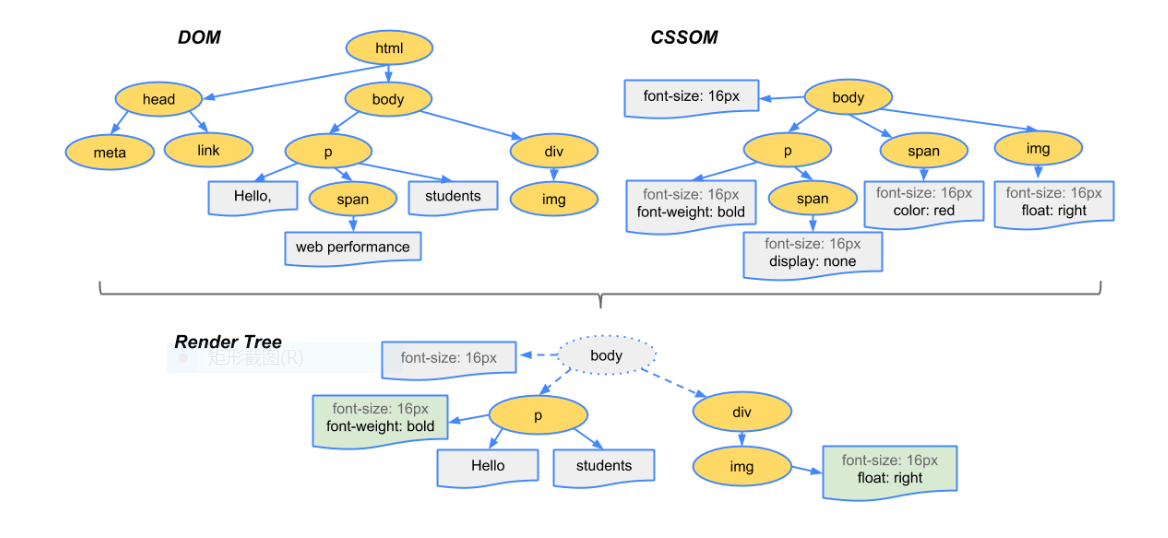 DOM
CSSOM
html
head
body
meta
link
p
div
Hello,
span
students
img
web performance
font-size: 16px
body
p
span
img
font-size: 16px
font-weight: bold
span
font-size: 16px
color: red
font-size: 16px
float: right
font-size: 16px
display: none
Render Tree
矩形截图(R)
font-size: 16px
body
font-size: 16px
font-weight: bold
p
div
Hello
students
img
font-size: 16px
float: right